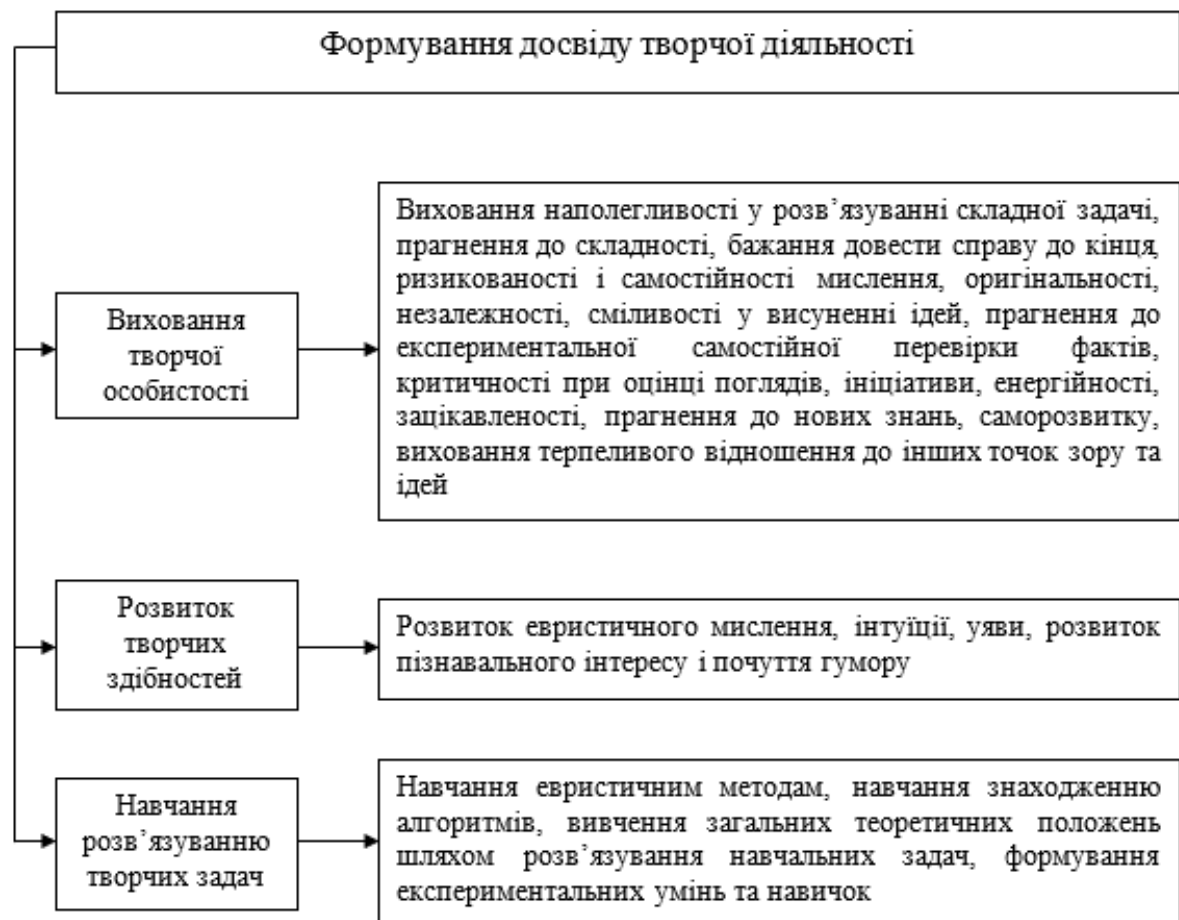 Формування досвіду творчої діяльності
Виховання
творчої
особистості
Виховання наполегливості у розв’язуванні складної задачі,
прагнення до складності, бажання довести справу до кінця,
ризикованості і самостійності мислення, оригінальності,
незалежності, сміливості у висуненні ідей, прагнення до
експериментальної самостійної перевірки фактів,
критичності при оцінці поглядів, ініціативи, енергійності,
зацікавленості, прагнення до нових знань, саморозвитку,
виховання терпеливого відношення до інших точок зору та
ідей
Розвиток
творчих
здібностей
Розвиток евристичного мислення, інтуїції, уяви, розвиток
пізнавального інтересу і почуття гумору
Навчання
розв’язуванню
творчих задач
Навчання евристичним методам, навчання знаходженню
алгоритмів, вивчення загальних теоретичних положень
шляхом розв’язування навчальних задач, формування
експериментальних умінь та навичок